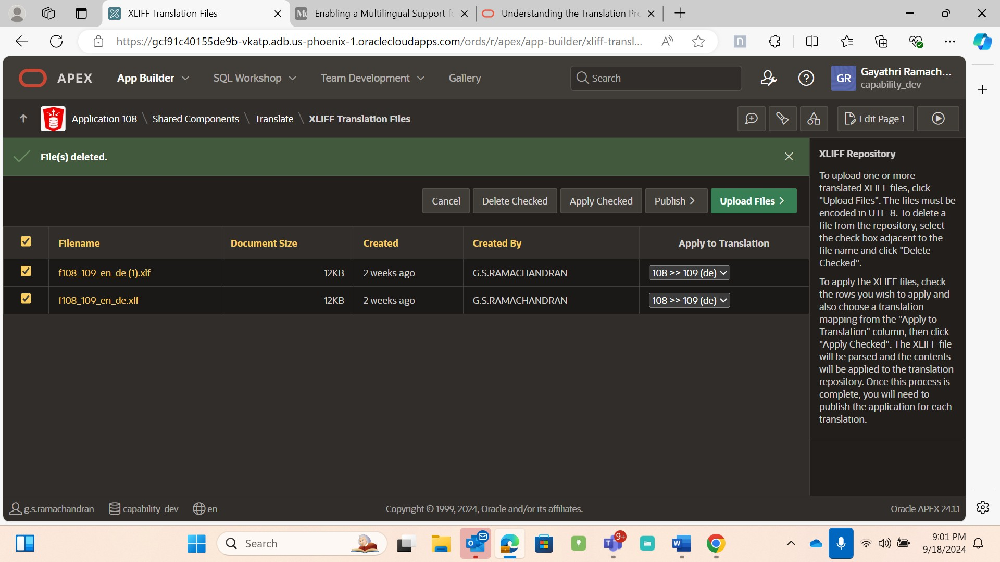 XLIFF Translation Files
Enabling a Multilingual Support fo
Understanding the Translation Pro
https://gcf91c40155de9b-vkatp.adb.us-phoenix-1.oraclecloudapps.com/ords/r/apex/app-builder/xliff-transl...
APEX
App Builder
SQL Workshop
Team Development
Gallery
Search
GR
Gayathri Ramach...
capability_dev
Application 108 \ Shared Components \ Translate \ XLIFF Translation Files
Edit Page 1
File(s) deleted.
Cancel
Delete Checked
Apply Checked
Publish >
Upload Files >
Filename
Document Size
Created
Created By
Apply to Translation
f108_109_en_de (1).xlf
12KB
2 weeks ago
G.S.RAMACHANDRAN
108 >> 109 (de)
f108_109_en_de.xlf
12KB
2 weeks ago
G.S.RAMACHANDRAN
108 >> 109 (de)
XLIFF Repository
To upload one or more
translated XLIFF files, click
"Upload Files". The files must be
encoded in UTF-8. To delete a
file from the repository, select
the check box adjacent to the
file name and click "Delete
Checked".
To apply the XLIFF files, check
the rows you wish to apply and
also choose a translation
mapping from the "Apply to
Translation" column, then click
"Apply Checked". The XLIFF file
will be parsed and the contents
will be applied to the translation
repository. Once this process is
complete, you will need to
publish the application for each
translation.
g.s.ramachandran
capability_dev
en
Copyright © 1999, 2024, Oracle and/or its affiliates.
Oracle APEX 24.1.1
Search
9+
9:01 PM
9/18/2024